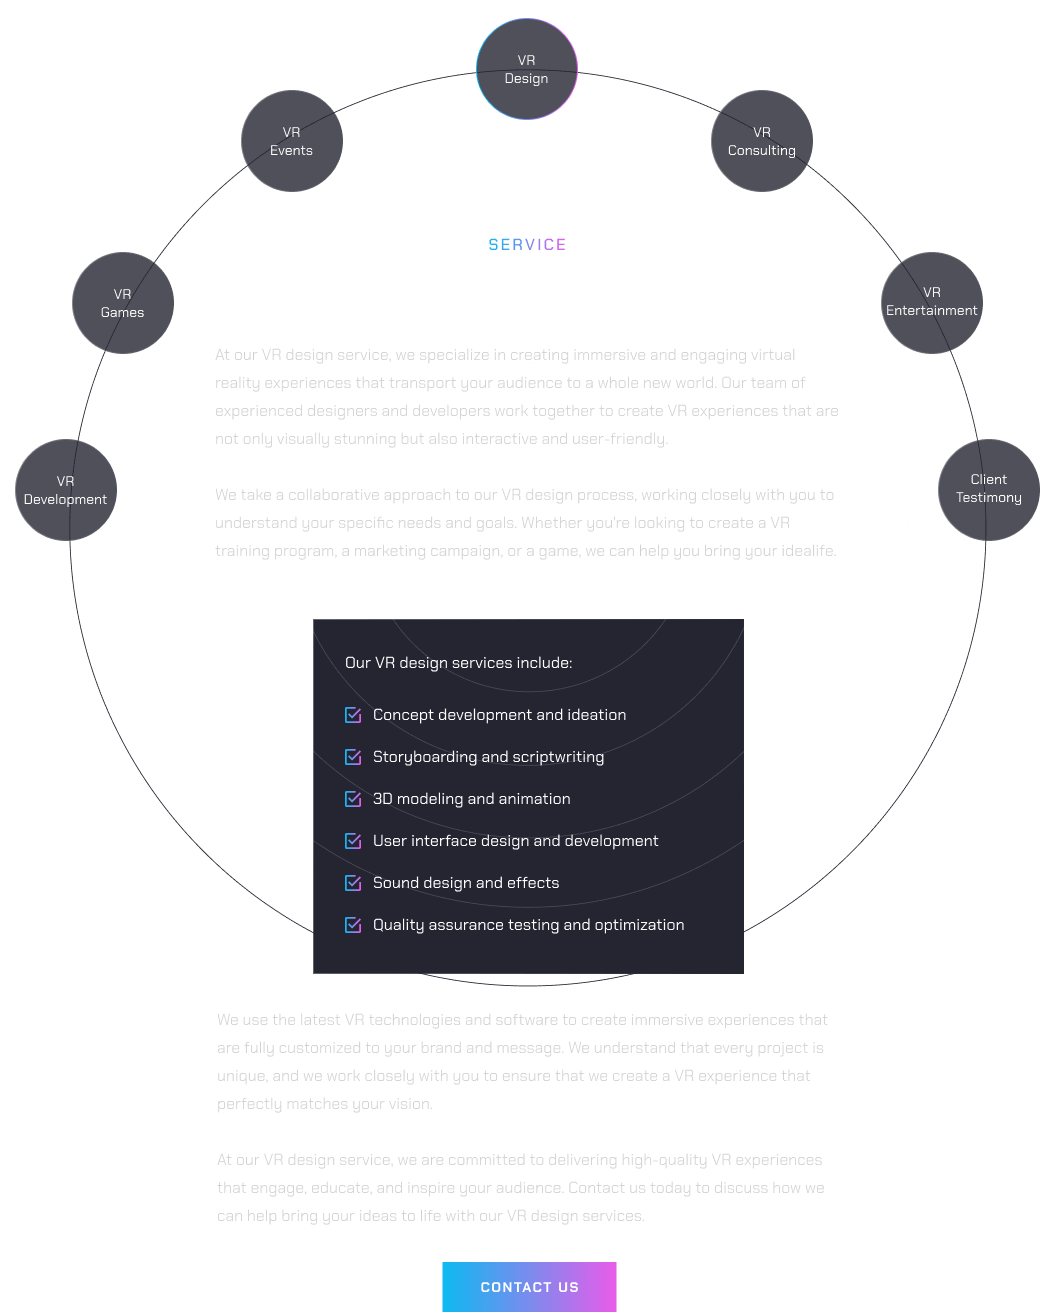 VR
Design
VR
Events
VR
Consulting
SERVICE
VR
Games
VR
Entertainment
At our VR design service, we specialize in creating immersive and engaging virtual
reality experiences that transport your audience to a whole new world. Our team of
experienced designers and developers work together to create VR experiences that are
not only visually stunning but also interactive and user-friendly.
VR
Development
Client
Testimony
We take a collaborative approach to our VR design process, working closely with you to
understand your specific needs and goals. Whether you're looking to create a VR
training program, a marketing campaign, or a game, we can help you bring your idealife.
Our VR design services include:
Concept development and ideation
Storyboarding and scriptwriting
3D modeling and animation
User interface design and development
Sound design and effects
Quality assurance testing and optimization
We use the latest VR technologies and software to create immersive experiences that
are fully customized to your brand and message. We understand that every project is
unique, and we work closely with you to ensure that we create a VR experience that
perfectly matches your vision.
At our VR design service, we are committed to delivering high-quality VR experiences
that engage, educate, and inspire your audience. Contact us today to discuss how we
can help bring your ideas to life with our VR design services.
CONTACT US